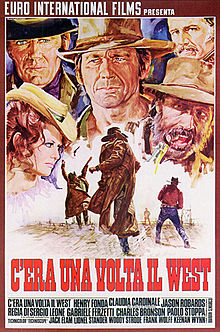 EURO INTERNATIONAL FILMS PRESENTA
C'ERA UNA VOLTA IL WEST
C'ERA UNA VOLTA IL WEST HENRY FONDA CLAUDIA CARDINALE JASON ROBARDS
REGIA DI SERGIO LEONE GABRIELE FERZETTI CHARLES BRONSON PAOLO STOPPA
JACK ELAM LIONEL STANDER WOODY STRODE FRANK WOLFF KEENAN WYNN